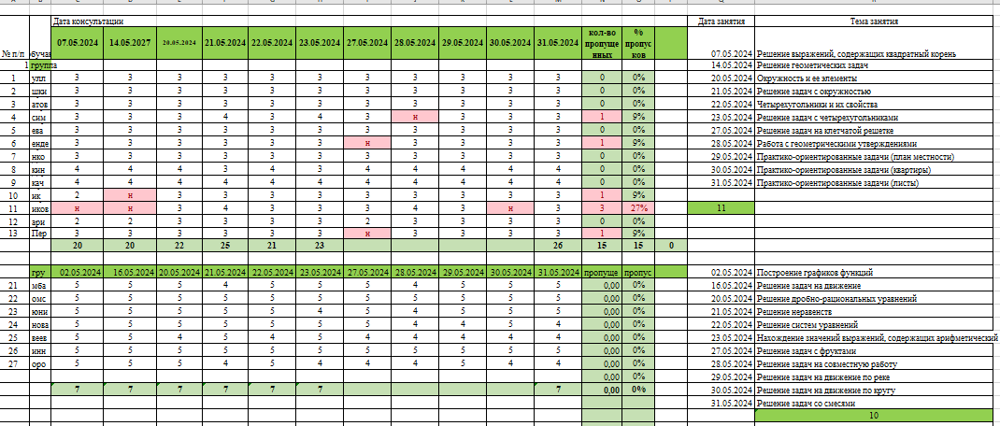 Дата консультации Дата занятия Тема занятия
№ п/п 07.05.2024 14.05.2027 20.05.2024 21.05.2024 22.05.2024 23.05.2024 27.05.2024 28.05.2024 29.05.2024 30.05.2024 31.05.2024 кол-во пропуще нных % пропус ков 07.05.2024 Решение выражений, содержащих квадратный корень
1 группа 14.05.2024 Решение геометических задач
1 улл 3 3 3 3 3 3 3 3 3 3 3 0 0% 20.05.2024 Окружность и ее элементы
2 шки 3 3 3 3 3 3 3 3 3 3 3 0 0% 21.05.2024 Решение задач с окружностью
3 атов 3 3 3 3 3 3 3 3 3 3 3 0 0% 22.05.2024 Четырехугольники и их свойства
4 сим 3 3 3 4 3 4 3 н 3 3 3 1 9% 23.05.2024 Решение задач с четырехугольниками
5 ева 3 3 3 3 3 3 3 3 3 3 3 0 0% 27.05.2024 Решение задач на клетчатой решетке
6 енде 3 3 3 3 3 3 н 3 3 3 3 1 9% 28.05.2024 Работа с геометрическими утверждениями
7 нко 3 3 3 3 3 3 3 3 3 3 3 0 0% 29.05.2024 Практико-ориентированные задачи (план местности)
8 кин 4 4 4 3 4 3 4 4 4 4 4 0 0% 30.05.2024 Практико-ориентированные задачи (квартиры)
9 кач 4 4 4 4 4 4 4 4 4 4 4 0 0% 31.05.2024 Практико-ориентированные задачи (листы)
10 ик 2 н 3 3 3 3 3 3 3 3 3 1 9%
11 иков н н 3 4 3 3 3 4 3 н 3 3 27% 11
12 ари 2 2 3 3 3 3 2 3 3 3 3 0 0%
13 Пер 3 3 3 3 3 3 н 3 3 3 3 1 9%
20 20 22 25 21 23 26 15 15 0
гру 02.05.2024 16.05.2024 20.05.2024 21.05.2024 22.05.2024 23.05.2024 27.05.2024 28.05.2024 29.05.2024 30.05.2024 31.05.2024 пропуще пропус 02.05.2024 Построение графиков функций
21 мба 5 5 5 4 5 5 5 4 5 5 5 0,00 0% 16.05.2024 Решение задач на движение
22 омс 5 5 5 5 5 5 5 5 5 5 5 0,00 0% 20.05.2024 Решение дробно-рациональных уравнений
23 юни 5 5 5 5 5 4 5 4 5 5 5 0,00 0% 21.05.2024 Решение неравенств
24 нова 5 5 5 5 5 5 5 4 4 5 4 0,00 0% 22.05.2024 Решение систем уравнений
25 веев 5 5 4 5 4 5 5 4 4 4 5 0,00 0% 23.05.2024 Нахождение значений выражений, содержащих арифметический
26 инн 5 5 5 5 5 5 5 5 5 5 5 0,00 0% 27.05.2024 Решение задач с фруктами
27 оро 5 5 5 5 4 4 4 4 5 4 4 0,00 0% 28.05.2024 Решение задач на совместную работу
0,00 0% 29.05.2024 Решение задач на движение по реке
7 7 7 7 7 7 7 0,00 0% 30.05.2024 Решение задач на движение по кругу
31.05.2024 Решение задач со смесями
10